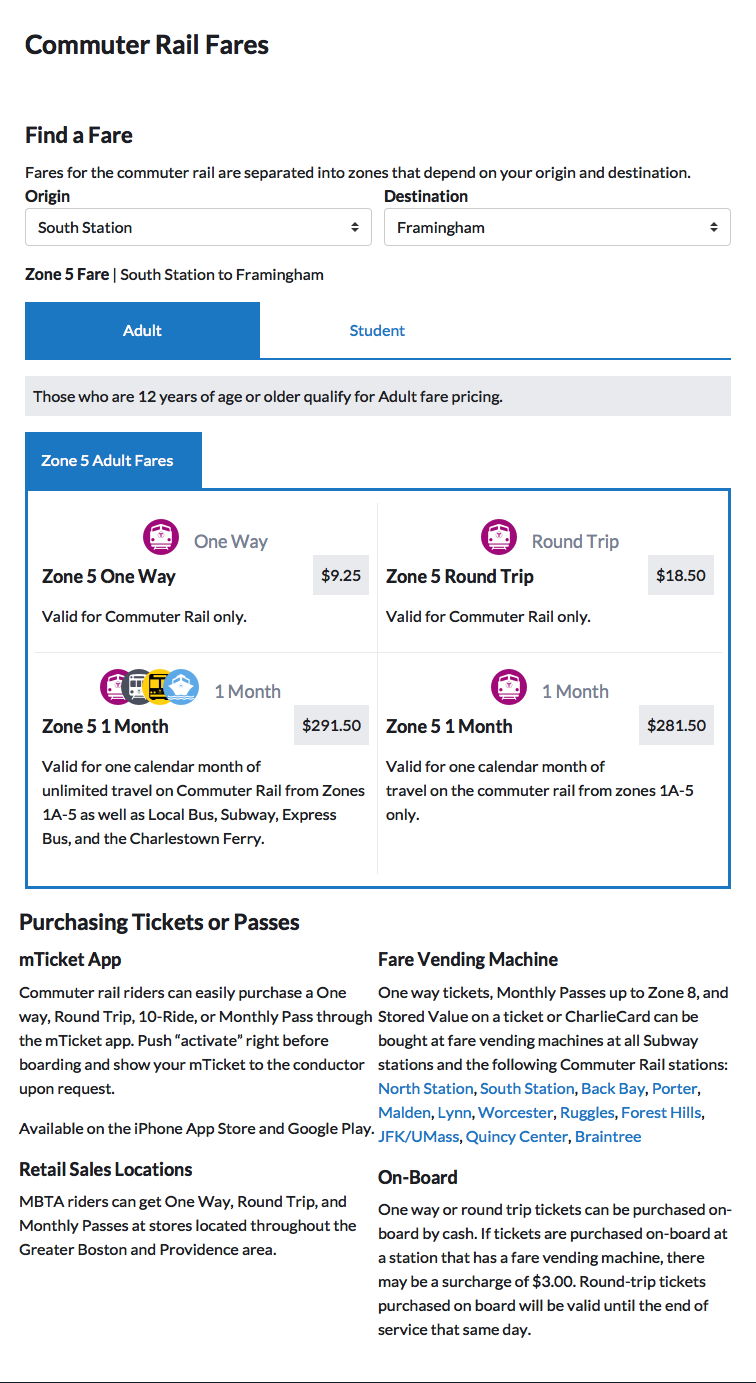 Commuter Rail Fares
Find a Fare
Fares for the commuter rail are separated into zones that depend on your origin and destination.
Origin
South Station
Destination
Framingham
Zone 5 Fare | South Station to Framingham
Adult
Student
Those who are 12 years of age or older qualify for Adult fare pricing.
Zone 5 Adult Fares
One Way
Zone 5 One Way
$9.25
Valid for Commuter Rail only.
Round Trip
Zone 5 Round Trip
$18.50
Valid for Commuter Rail only.
1 Month
Zone 5 1 Month
$291.50
Valid for one calendar month of
unlimited travel on Commuter Rail from Zones
1A-5 as well as Local Bus, Subway, Express
Bus, and the Charlestown Ferry.
1 Month
Zone 5 1 Month
$281.50
Valid for one calendar month of
travel on the commuter rail from zones 1A-5
only.
Purchasing Tickets or Passes
mTicket App
Commuter rail riders can easily purchase a One
way, Round Trip, 10-Ride, or Monthly Pass through
the mTicket app. Push “activate” right before
boarding and show your mTicket to the conductor
upon request.
Available on the iPhone App Store and Google Play.
Retail Sales Locations
MBTA riders can get One Way, Round Trip, and
Monthly Passes at stores located throughout the
Greater Boston and Providence area.
Fare Vending Machine
One way tickets, Monthly Passes up to Zone 8, and
Stored Value on a ticket or CharlieCard can be
bought at fare vending machines at all Subway
stations and the following Commuter Rail stations:
North Station, South Station, Back Bay, Porter,
Malden, Lynn, Worcester, Ruggles, Forest Hills,
JFK/UMass, Quincy Center, Braintree
On-Board
One way or round trip tickets can be purchased on-
board by cash. If tickets are purchased on-board at
a station that has a fare vending machine, there
may be a surcharge of $3.00. Round-trip tickets
purchased on board will be valid until the end of
service that same day.